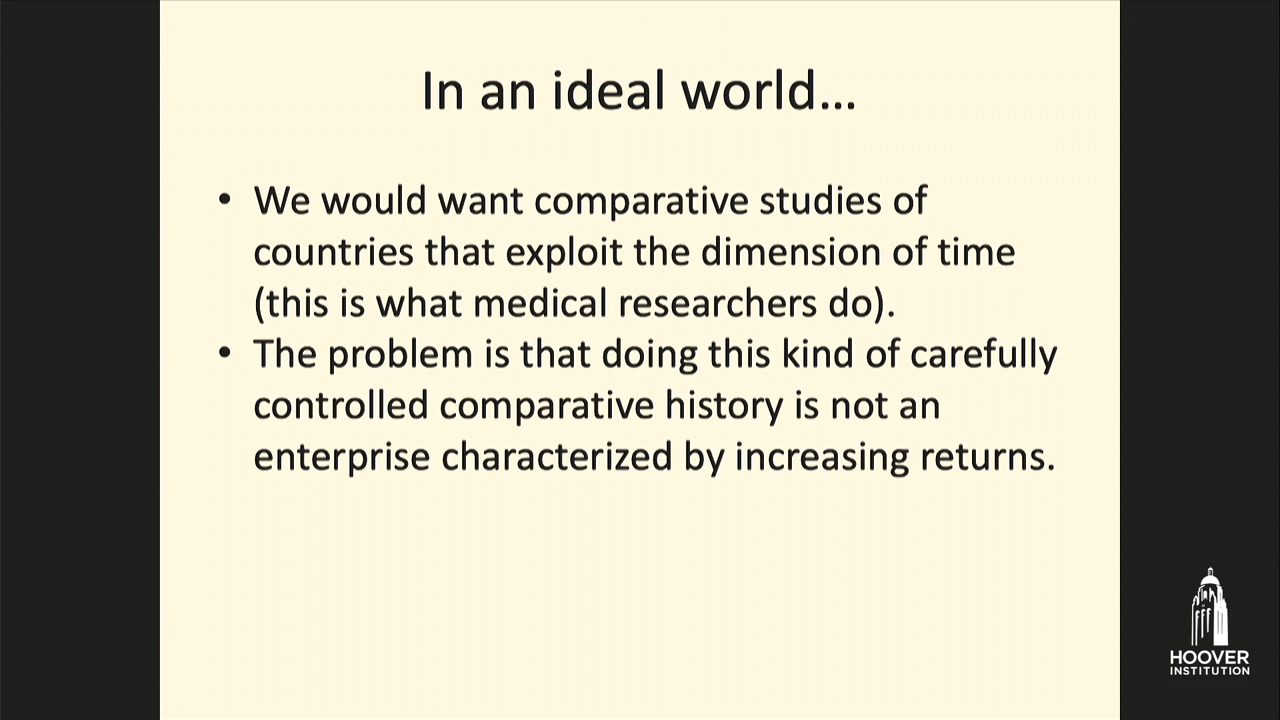 In an ideal world...
• We would want comparative studies of
countries that exploit the dimension of time
(this is what medical researchers do).
• The problem is that doing this kind of carefully
controlled comparative history is not an
enterprise characterized by increasing returns.
HOOVER
INSTITUTION